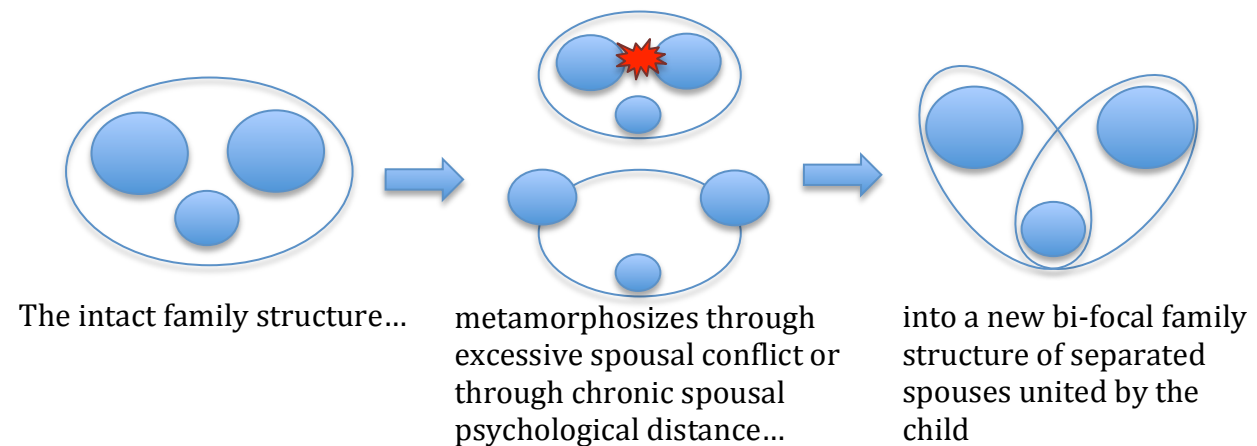 The intact family structure…
metamorphosizes through
excessive spousal conflict or
through chronic spousal
psychological distance…
into a new bi-focal family
structure of separated
spouses united by the
child